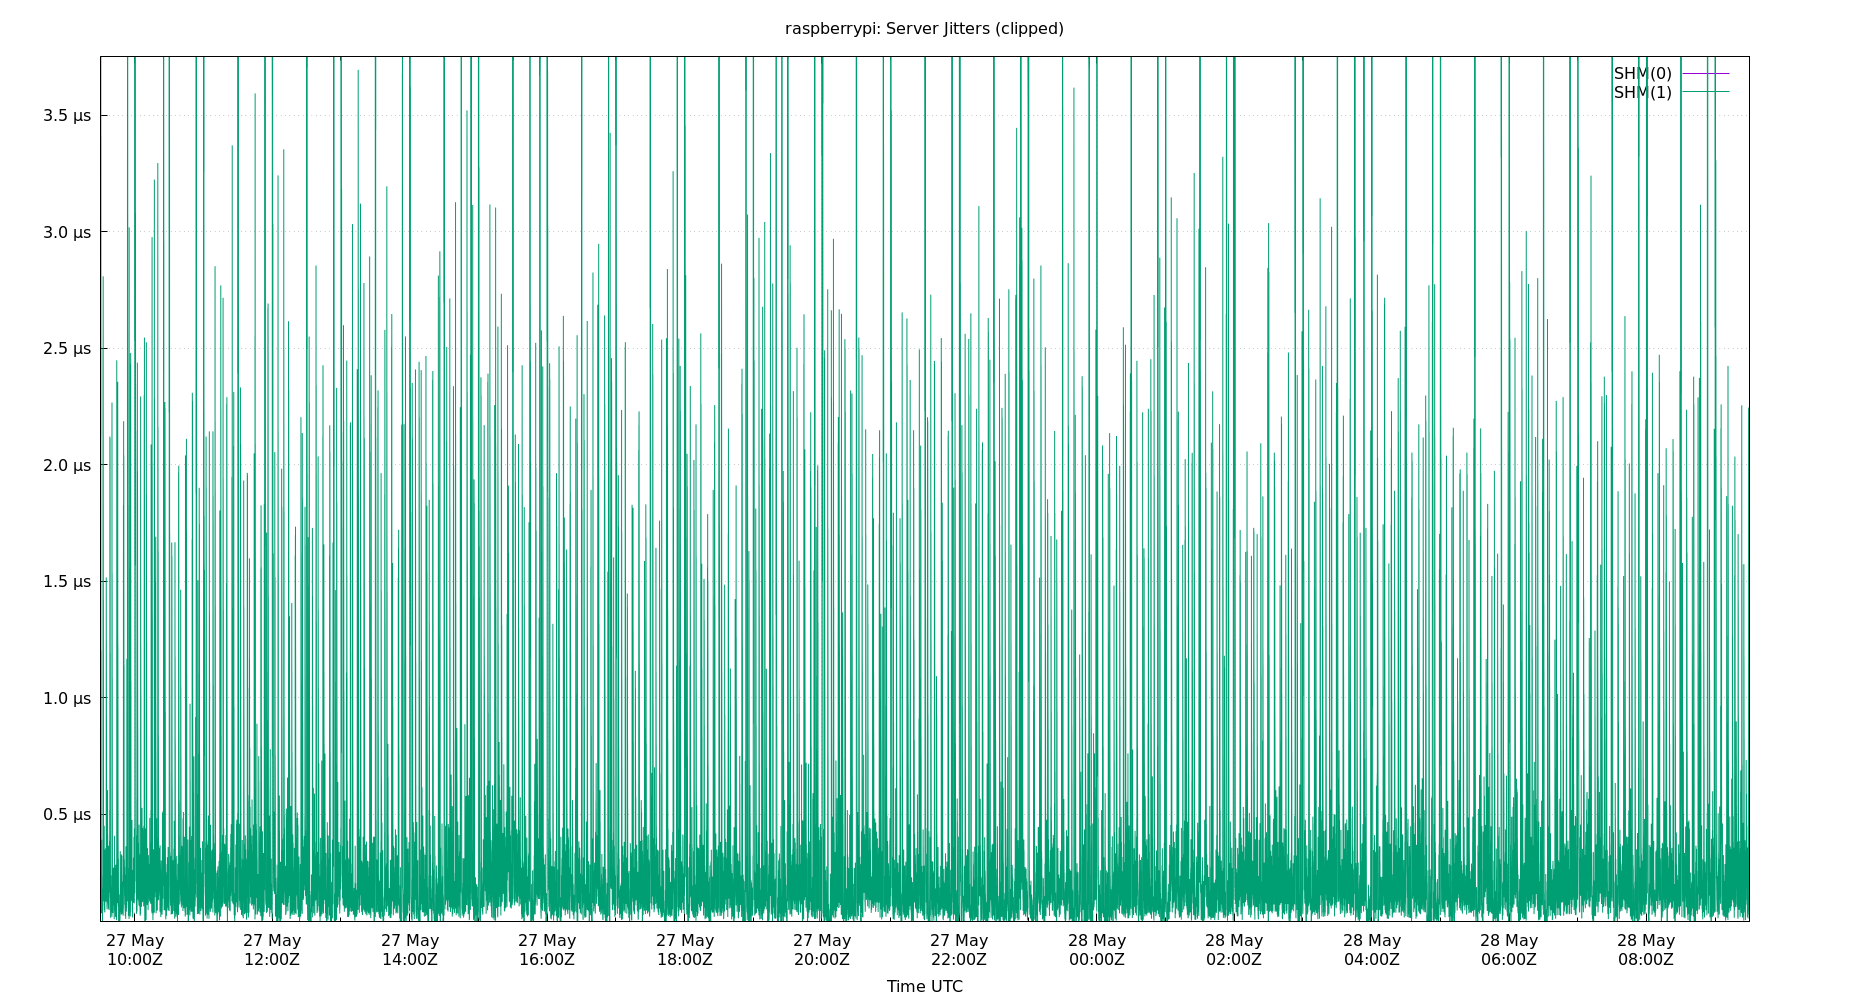 raspberrypi: Server Jitters (clipped)
SHM(0)
SHM(1)
3.5 µs
3.0 µs
2.5 µs
2.0 µs
1.5 µs
1.0 µs
0.5 µs
27 May 27 May 27 May 27 May 27 May 27 May 27 May 28 May 28 May 28 May 28 May 28 May
10:00Z 12:00Z 14:00Z 16:00Z 18:00Z 20:00Z 22:00Z 00:00Z 02:00Z 04:00Z 06:00Z 08:00Z
Time UTC